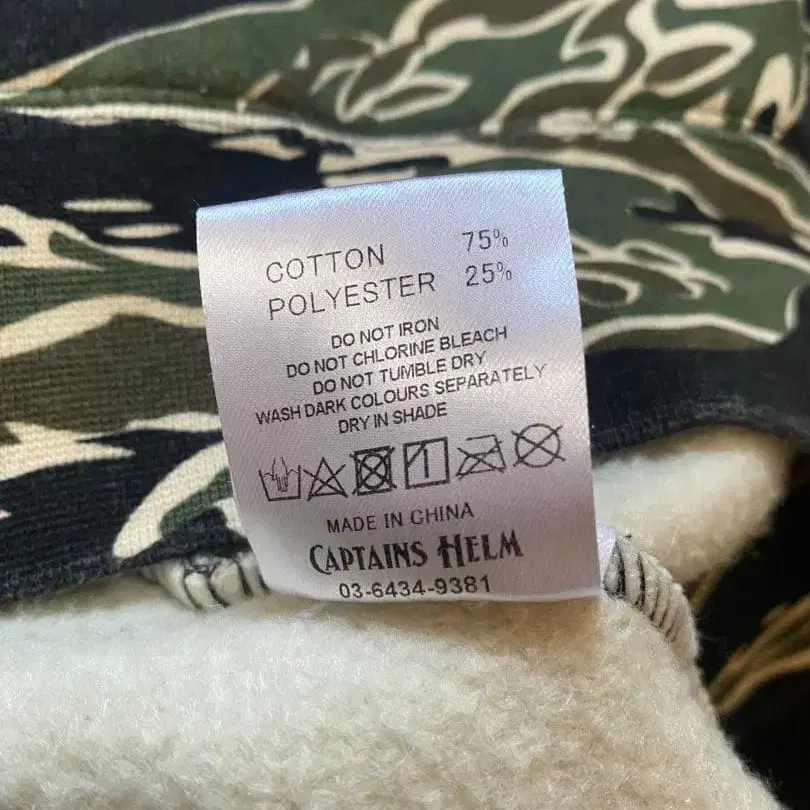 COTTON 75%
POLYESTER 25%
DO NOT IRON
DO NOT CHLORINE BLEACH
DO NOT TUMBLE DRY
WASH DARK COLOURS SEPARATELY
DRY IN SHADE
MADE IN CHINA
CAPTAINS HELM
03-6434-9381